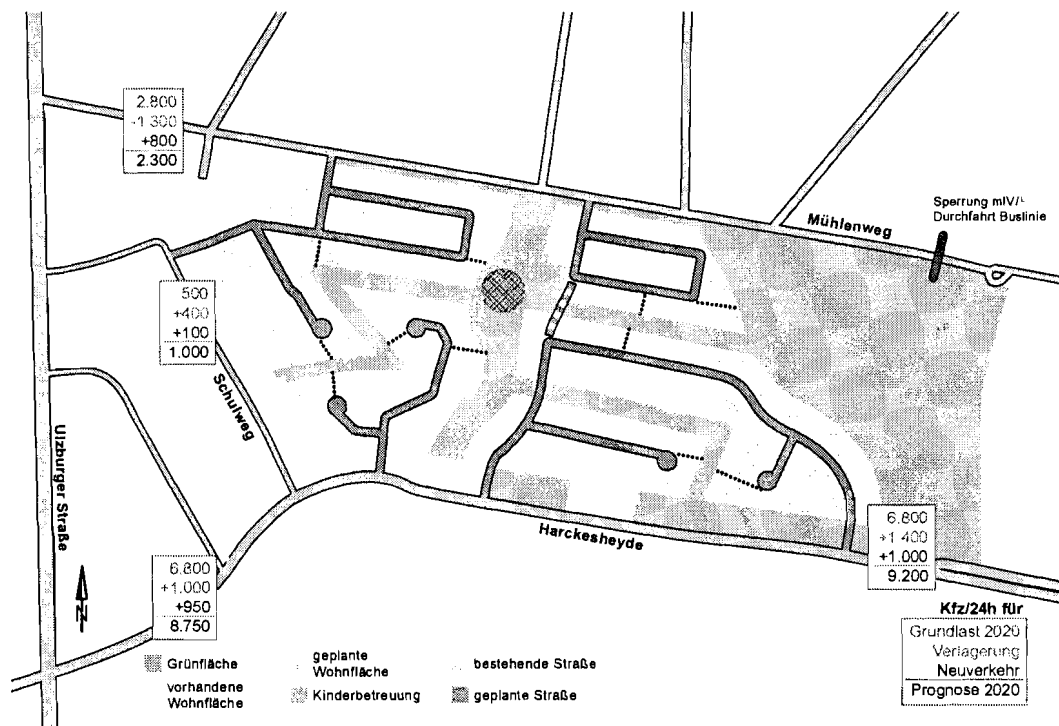 2.800
-1.300
+800
2.300
Sperrung mIV/
Durchfahrt Buslinie
Mühlenweg
500
+400
+100
1.000
Schulweg
Ulzburger Straße
Harckesheyde
6.800
+1.400
+1.000
9.200
6.800
+1.000
+950
8.750
N
Kfz/24h für
Grundlast 2020
Verlagerung
Neuverkehr
Prognose 2020
Grünfläche
geplante
Wohnfläche
bestehende Straße
vorhandene
Wohnfläche
Kinderbetreuung
geplante Straße